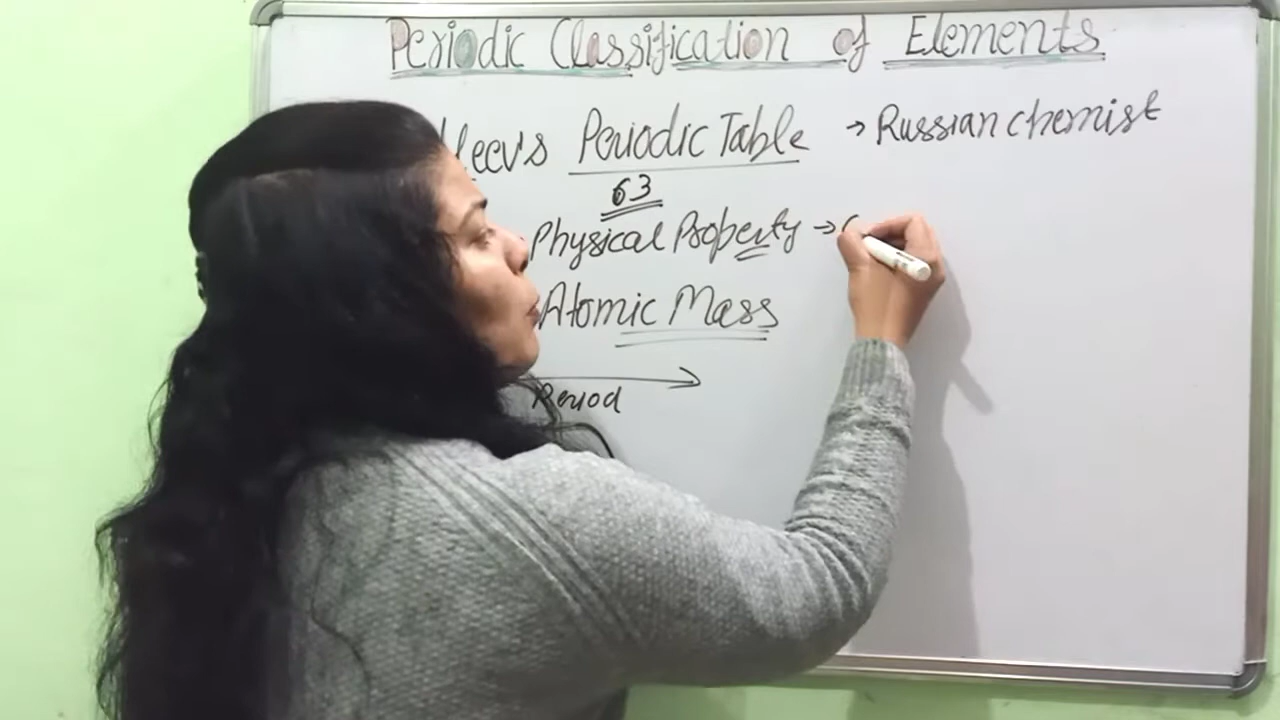 Periodic Classification of Elements
leev's Periodic Table → Russian chemist
63
Physical Property →
Atomic Mass
Period